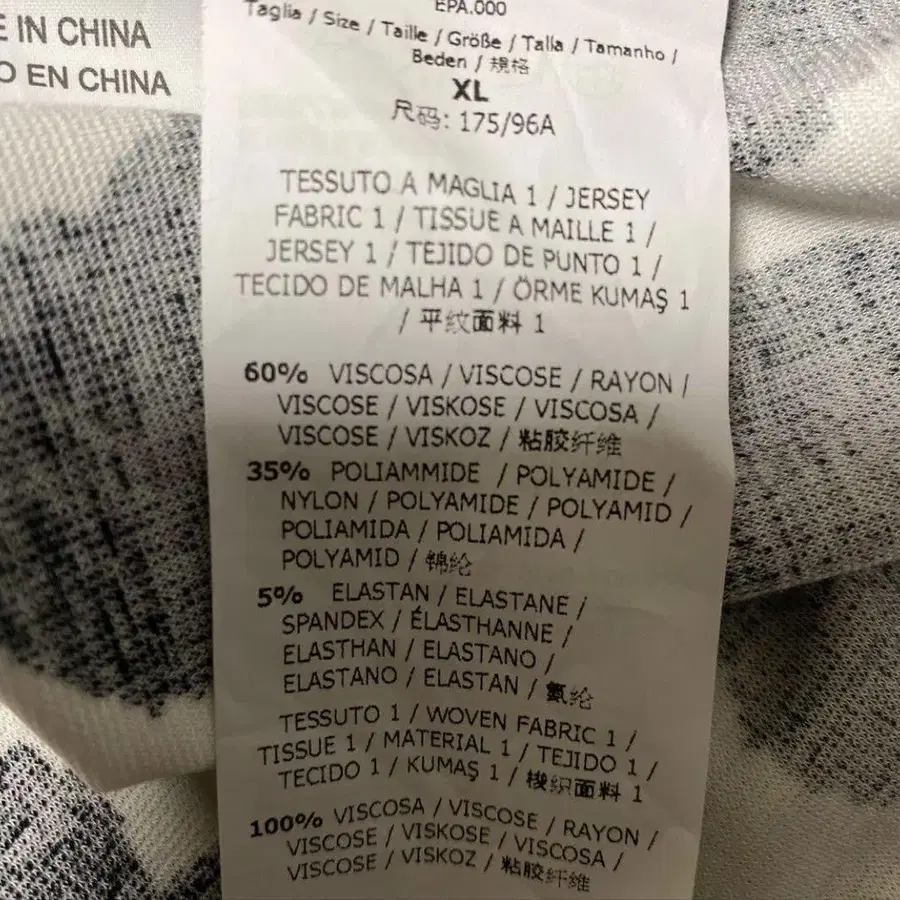 E IN CHINA
O EN CHINA
EPA.000
Taglia / Size / Taille / Größe / Talla / Tamanho /
Beden / 規格
XL
尺码: 175/96A
TESSUTO A MAGLIA 1 / JERSEY
FABRIC 1 / TISSUE A MAILLE 1 /
JERSEY 1 / TEJIDO DE PUNTO 1 /
TECIDO DE MALHA 1 / ÖRME KUMAŞ 1
/ 平纹面料 1
60% VISCOSA / VISCOSE / RAYON /
VISCOSE / VISKOSE / VISCOSA /
VISCOSE / VISKOZ / 粘胶纤维
35% POLIAMMIDE / POLYAMIDE /
NYLON / POLYAMIDE / POLYAMID /
POLIAMIDA / POLIAMIDA /
POLYAMID / 锦纶
5% ELASTAN / ELASTANE /
SPANDEX / ÉLASTHANNE /
ELASTHAN / ELASTANO /
ELASTANO / ELASTAN / 氨纶
TESSUTO 1 / WOVEN FABRIC 1 /
TISSUE 1 / MATERIAL 1 / TEJIDO 1 /
TECIDO 1 / KUMAŞ 1 / 梭织面料 1
100% VISCOSA / VISCOSE / RAYON /
VISCOSE / VISKOSE / VISCOSA /
VISCOSE / VISKOZ / 粘胶纤维